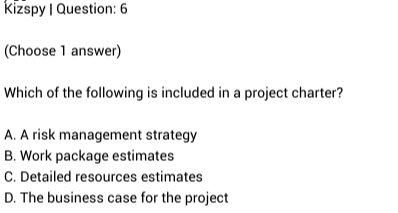 Kizspy | Question: 6
(Choose 1 answer)
Which of the following is included in a project charter?
A. A risk management strategy
B. Work package estimates
C. Detailed resources estimates
D. The business case for the project